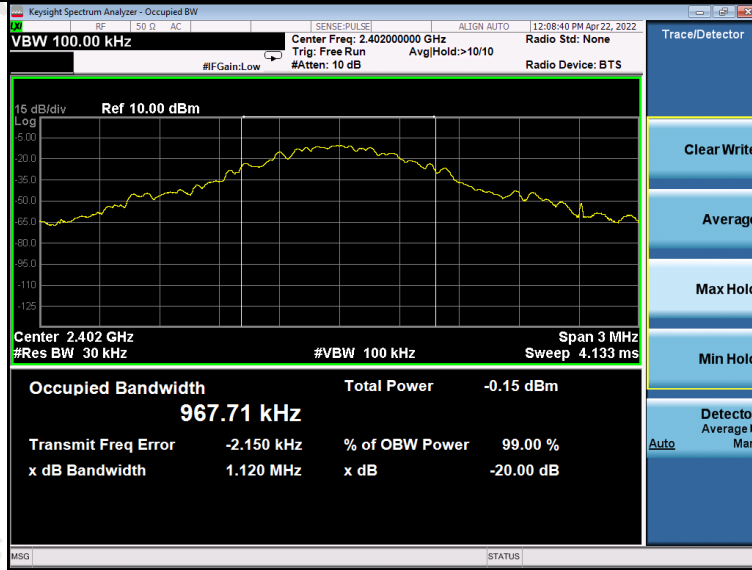 Keysight Spectrum Analyzer - Occupied BW
RF 50 Ω AC SENSE:PULSE ALIGN AUTO 12:08:40 PM Apr 22, 2022
VBW 100.00 kHz
Center Freq: 2.402000000 GHz Radio Std: None
Trig: Free Run Avg|Hold:>10/10
#IFGain:Low #Atten: 10 dB Radio Device: BTS
Trace/Detector
15 dB/div Ref 10.00 dBm
Log
-5.00
-20.0
-35.0
-50.0
-65.0
-80.0
-95.0
-110
-125
Center 2.402 GHz Span 3 MHz
#Res BW 30 kHz #VBW 100 kHz Sweep 4.133 ms
Occupied Bandwidth Total Power -0.15 dBm
967.71 kHz
Transmit Freq Error -2.150 kHz % of OBW Power 99.00 %
x dB Bandwidth 1.120 MHz x dB -20.00 dB
Clear Write
Average
Max Hold
Min Hold
Detecto
Average
Auto Ma
MSG STATUS